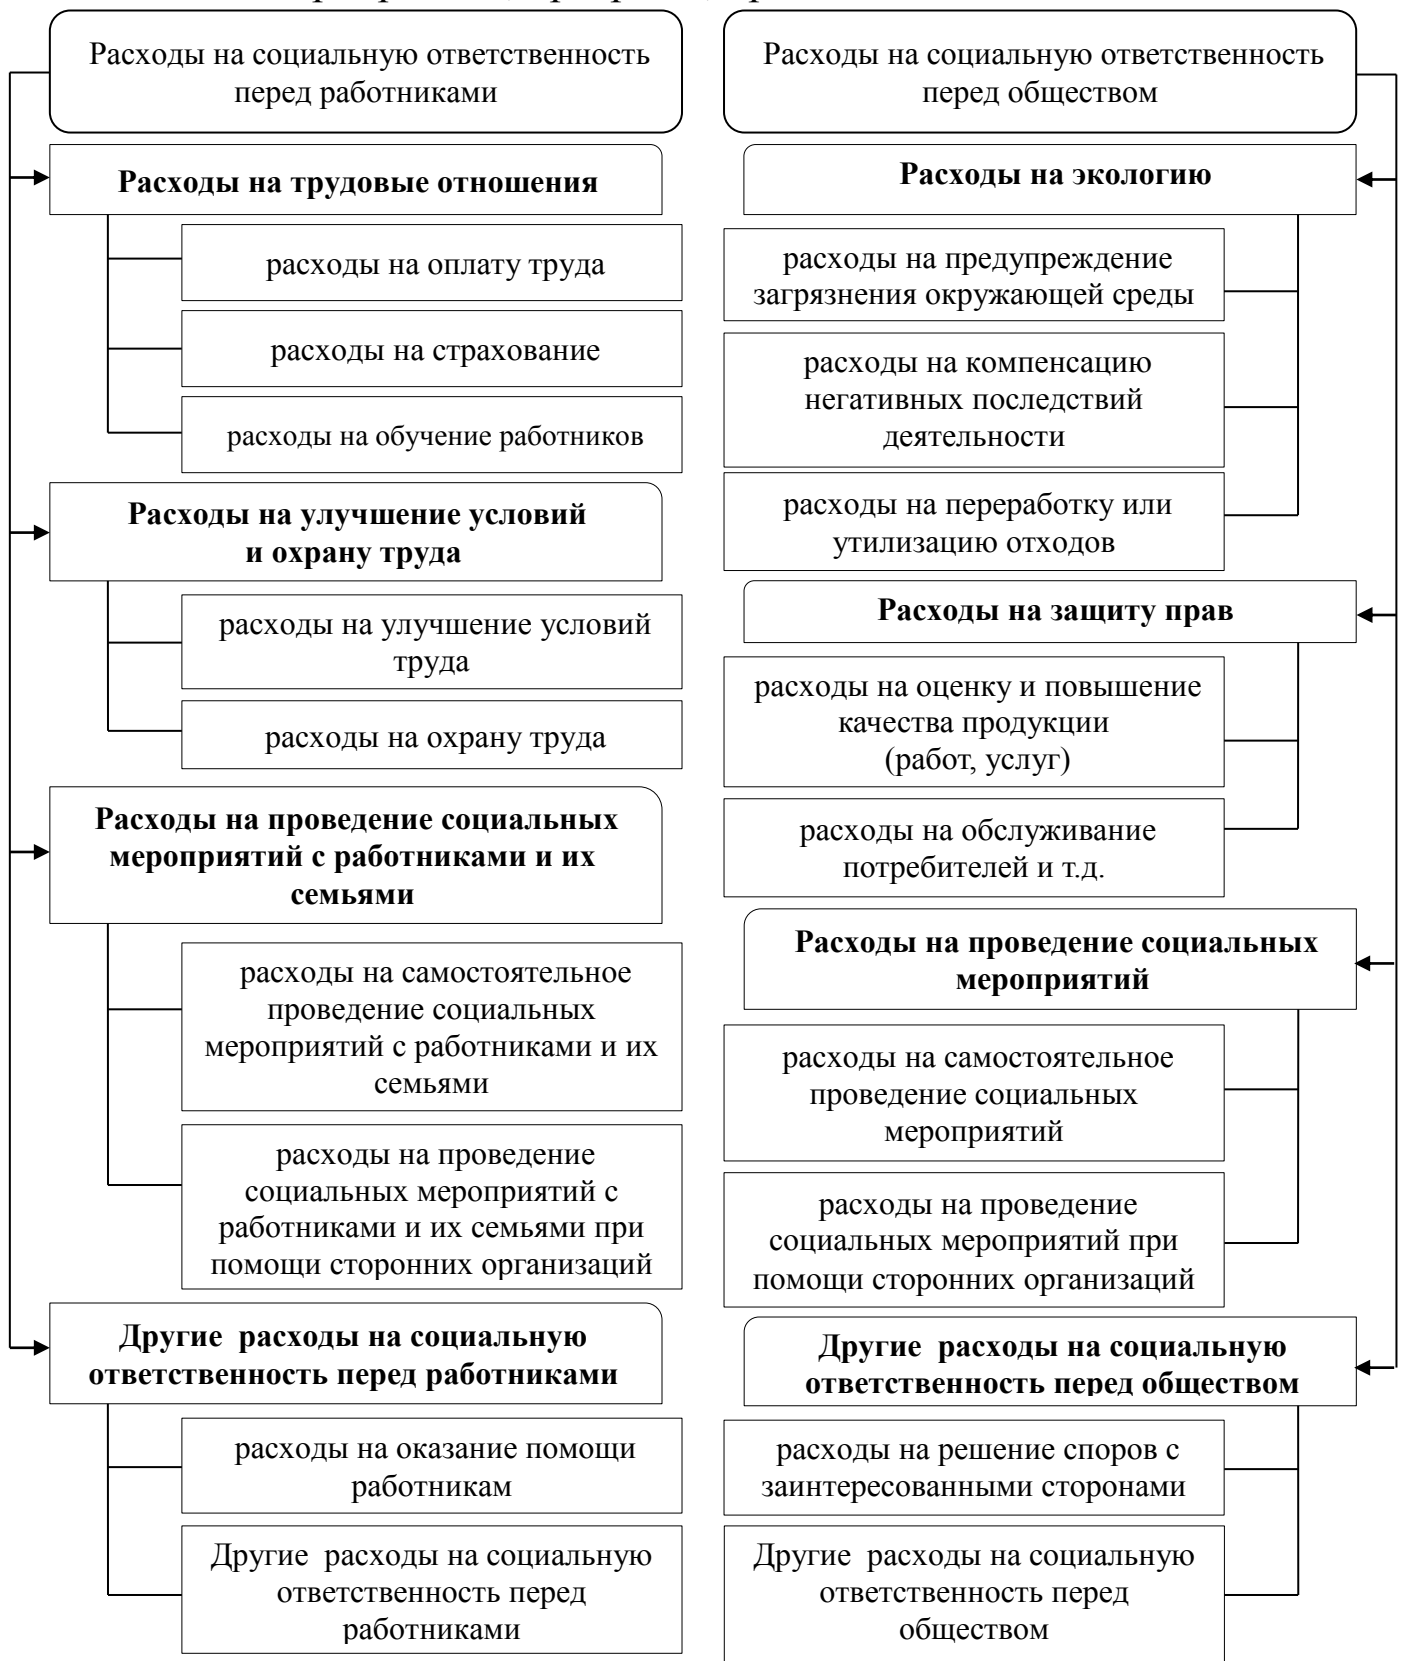 Расходы на социальную ответственность
перед работниками
Расходы на трудовые отношения
расходы на оплату труда
расходы на страхование
расходы на обучение работников
Расходы на улучшение условий
и охрану труда
расходы на улучшение условий
труда
расходы на охрану труда
Расходы на проведение социальных
мероприятий с работниками и их
семьями
расходы на самостоятельное
проведение социальных
мероприятий с работниками и их
семьями
расходы на проведение
социальных мероприятий с
работниками и их семьями при
помощи сторонних организаций
Другие расходы на социальную
ответственность перед работниками
расходы на оказание помощи
работникам
Другие расходы на социальную
ответственность перед
работниками
Расходы на социальную ответственность
перед обществом
Расходы на экологию
расходы на предупреждение
загрязнения окружающей среды
расходы на компенсацию
негативных последствий
деятельности
расходы на переработку или
утилизацию отходов
Расходы на защиту прав
расходы на оценку и повышение
качества продукции
(работ, услуг)
расходы на обслуживание
потребителей и т.д.
Расходы на проведение социальных
мероприятий
расходы на самостоятельное
проведение социальных
мероприятий
расходы на проведение
социальных мероприятий при
помощи сторонних организаций
Другие расходы на социальную
ответственность перед обществом
расходы на решение споров с
заинтересованными сторонами
Другие расходы на социальную
ответственность перед
обществом